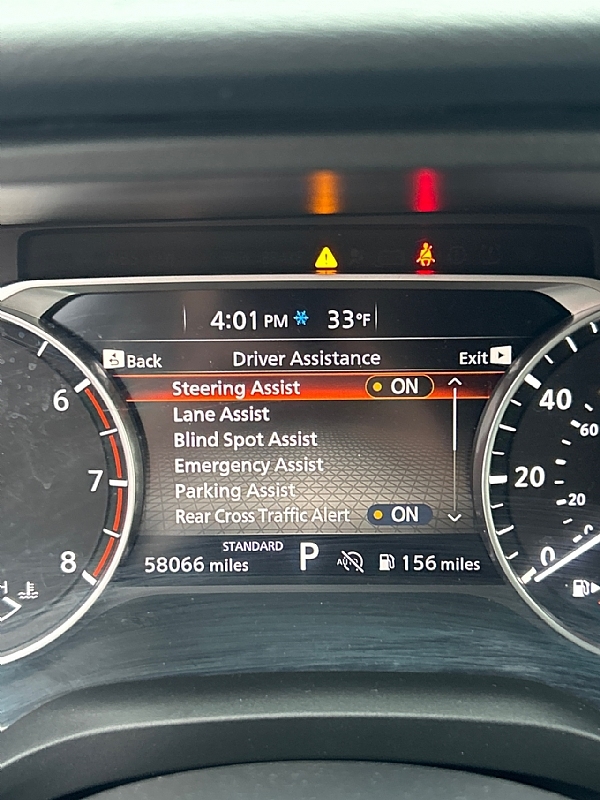 4:01 PM 33°F
Back Driver Assistance Exit
Steering Assist ON
Lane Assist
Blind Spot Assist
Emergency Assist
Parking Assist
Rear Cross Traffic Alert ON
STANDARD
58066 miles P 156 miles
6
7
8
H
40
60
20
20
0
0